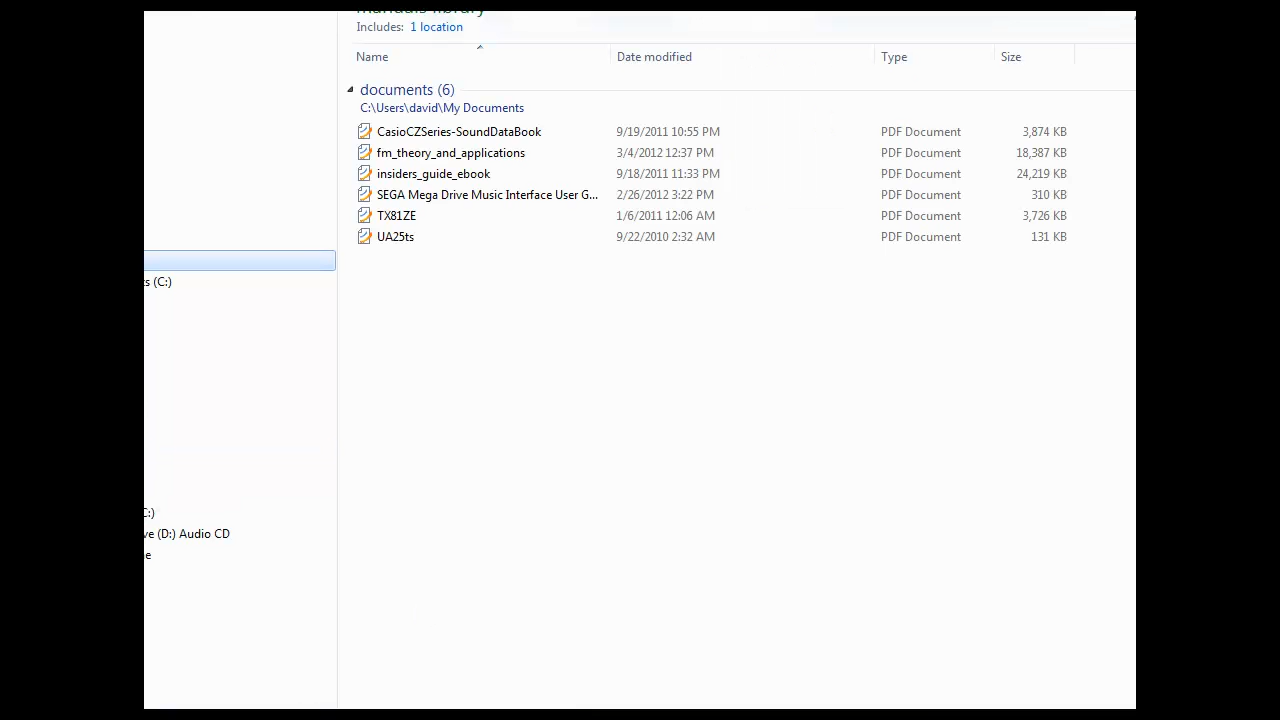 manuals library
Includes: 1 location
Name Date modified Type Size
documents (6)
C:\Users\david\My Documents
CasioCZSeries-SoundDataBook 9/19/2011 10:55 PM PDF Document 3,874 KB
fm_theory_and_applications 3/4/2012 12:37 PM PDF Document 18,387 KB
insiders_guide_ebook 9/18/2011 11:33 PM PDF Document 24,219 KB
SEGA Mega Drive Music Interface User G... 2/26/2012 3:22 PM PDF Document 310 KB
TX81ZE 1/6/2011 12:06 AM PDF Document 3,726 KB
UA25ts 9/22/2010 2:32 AM PDF Document 131 KB
s (C:)
C:)
ve (D:) Audio CD
e